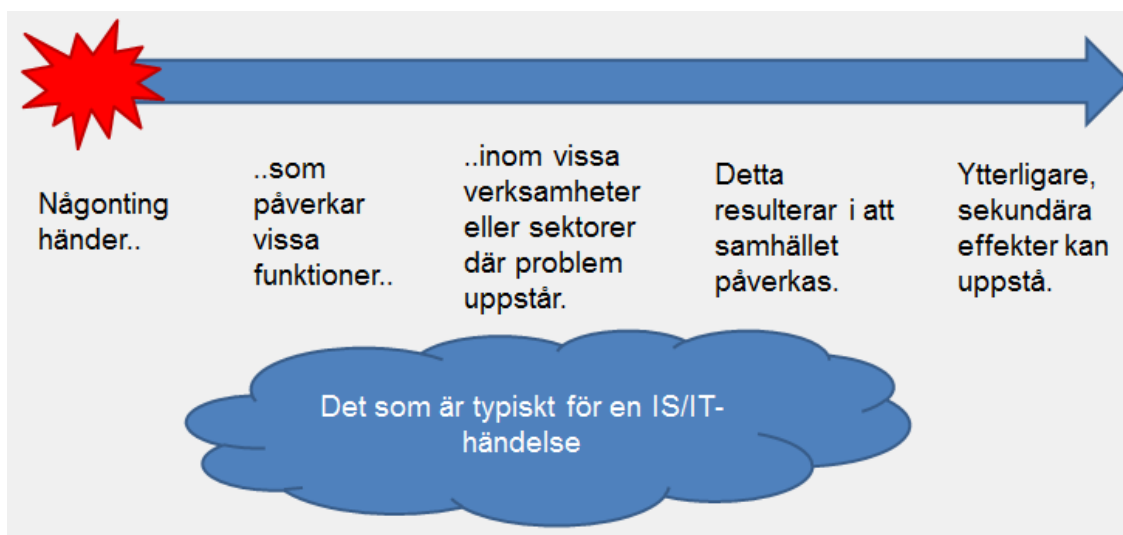 Någonting
händer..
..som
påverkar
vissa
funktioner..
..inom vissa
verksamheter
eller sektorer
där problem
uppstår.
Detta
resulterar i att
samhället
påverkas.
Ytterligare,
sekundära
effekter kan
uppstå.
Det som är typiskt för en IS/IT-
händelse